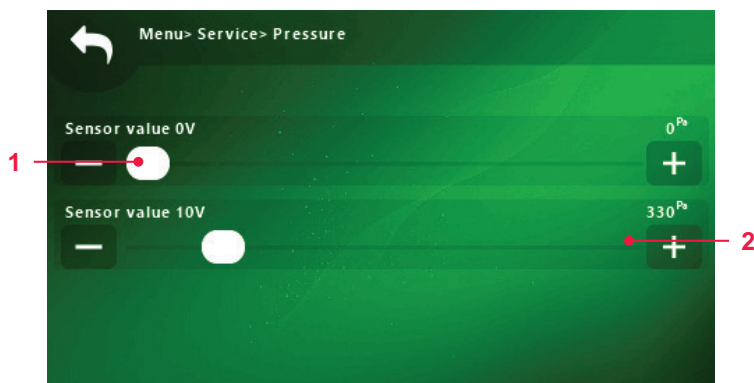 Menu> Service> Pressure
Sensor value 0V
0Pa
1
Sensor value 10V
330Pa
2